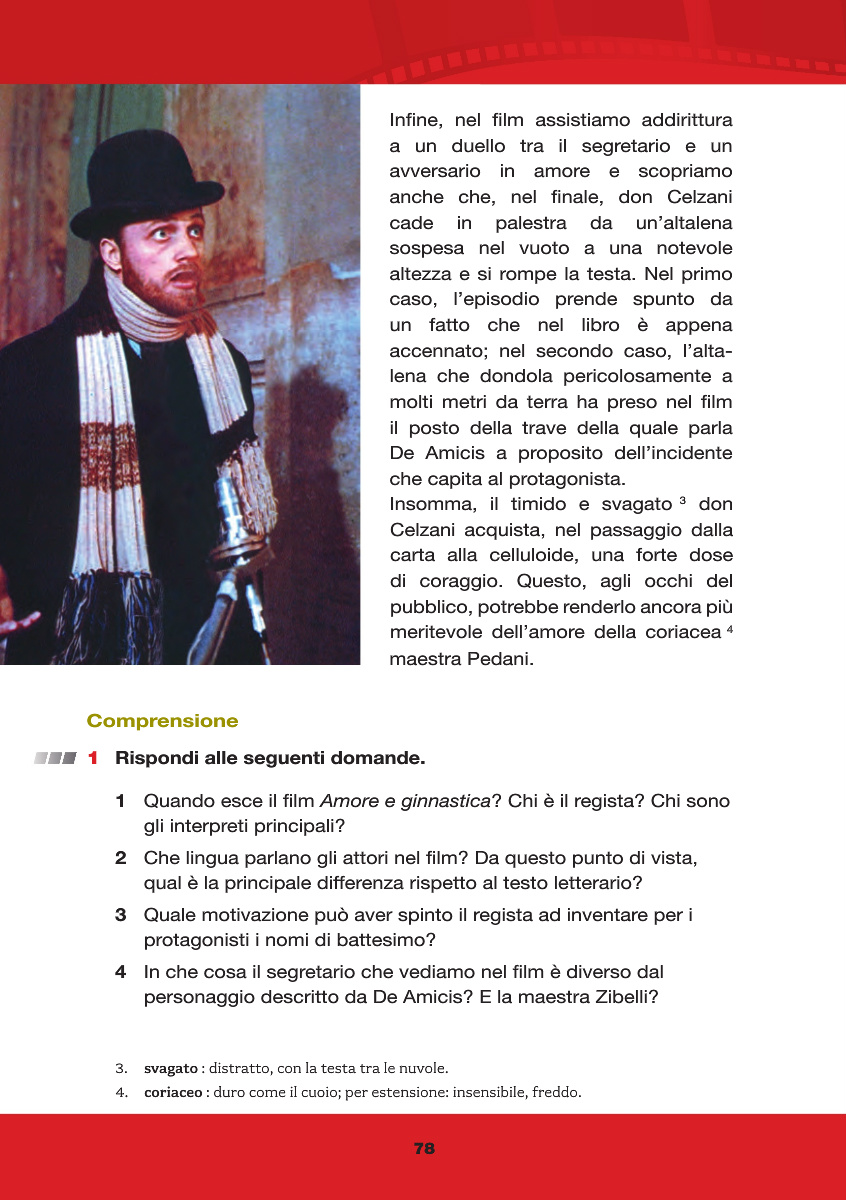 Infine, nel film assistiamo addirittura
a un duello tra il segretario e un
avversario in amore e scopriamo
anche che, nel finale, don Celzani
cade in palestra da un’altalena
sospesa nel vuoto a una notevole
altezza e si rompe la testa. Nel primo
caso, l’episodio prende spunto da
un fatto che nel libro è appena
accennato; nel secondo caso, l’alta-
lena che dondola pericolosamente a
molti metri da terra ha preso nel film
il posto della trave della quale parla
De Amicis a proposito dell’incidente
che capita al protagonista.
Insomma, il timido e svagato ³ don
Celzani acquista, nel passaggio dalla
carta alla celluloide, una forte dose
di coraggio. Questo, agli occhi del
pubblico, potrebbe renderlo ancora più
meritevole dell’amore della coriacea ⁴
maestra Pedani.
Comprensione
1 Rispondi alle seguenti domande.
1 Quando esce il film Amore e ginnastica? Chi è il regista? Chi sono
gli interpreti principali?
2 Che lingua parlano gli attori nel film? Da questo punto di vista,
qual è la principale differenza rispetto al testo letterario?
3 Quale motivazione può aver spinto il regista ad inventare per i
protagonisti i nomi di battesimo?
4 In che cosa il segretario che vediamo nel film è diverso dal
personaggio descritto da De Amicis? E la maestra Zibelli?
3. svagato : distratto, con la testa tra le nuvole.
4. coriaceo : duro come il cuoio; per estensione: insensibile, freddo.
78